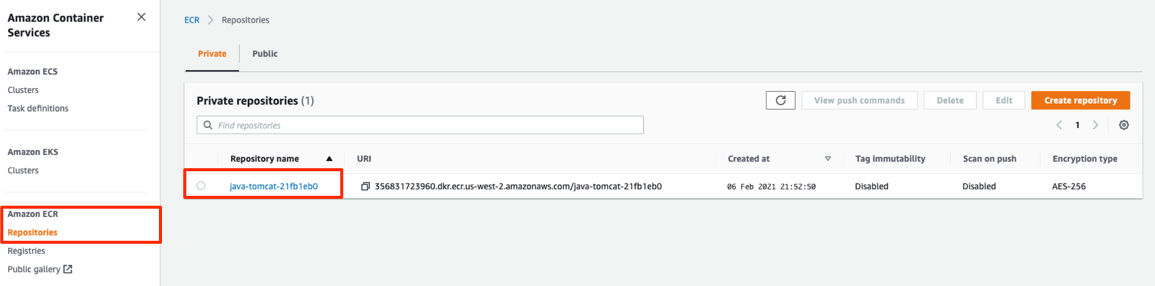 Amazon Container
Services
Amazon ECS
Clusters
Task definitions
Amazon EKS
Clusters
Amazon ECR
Repositories
Registries
Public gallery
ECR > Repositories
Private Public
Private repositories (1)
View push commands Delete Edit Create repository
Find repositories
1
Repository name URI Created at Tag immutability Scan on push Encryption type
java-tomcat-21fb1eb0 356831723960.dkr.ecr.us-west-2.amazonaws.com/java-tomcat-21fb1eb0 06 Feb 2021 21:52:50 Disabled Disabled AES-256